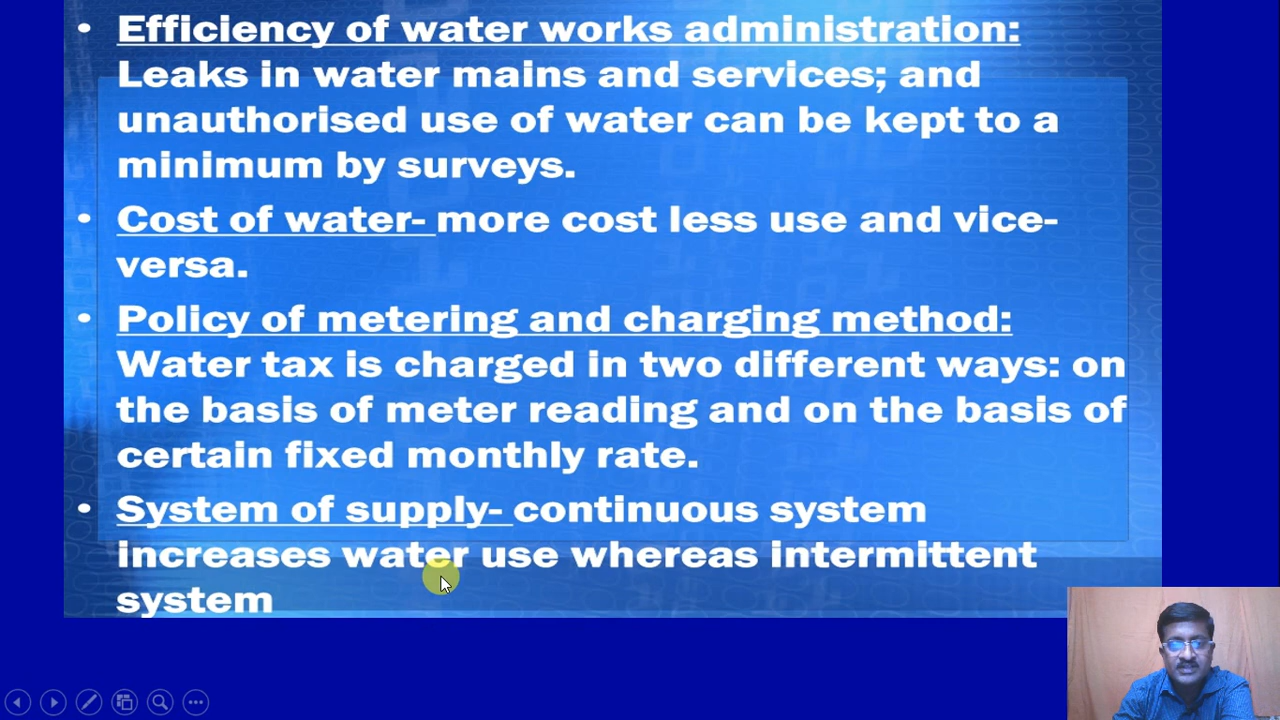 • Efficiency of water works administration:
Leaks in water mains and services; and
unauthorised use of water can be kept to a
minimum by surveys.
• Cost of water- more cost less use and vice-
versa.
• Policy of metering and charging method:
Water tax is charged in two different ways: on
the basis of meter reading and on the basis of
certain fixed monthly rate.
• System of supply- continuous system
increases water use whereas intermittent
system